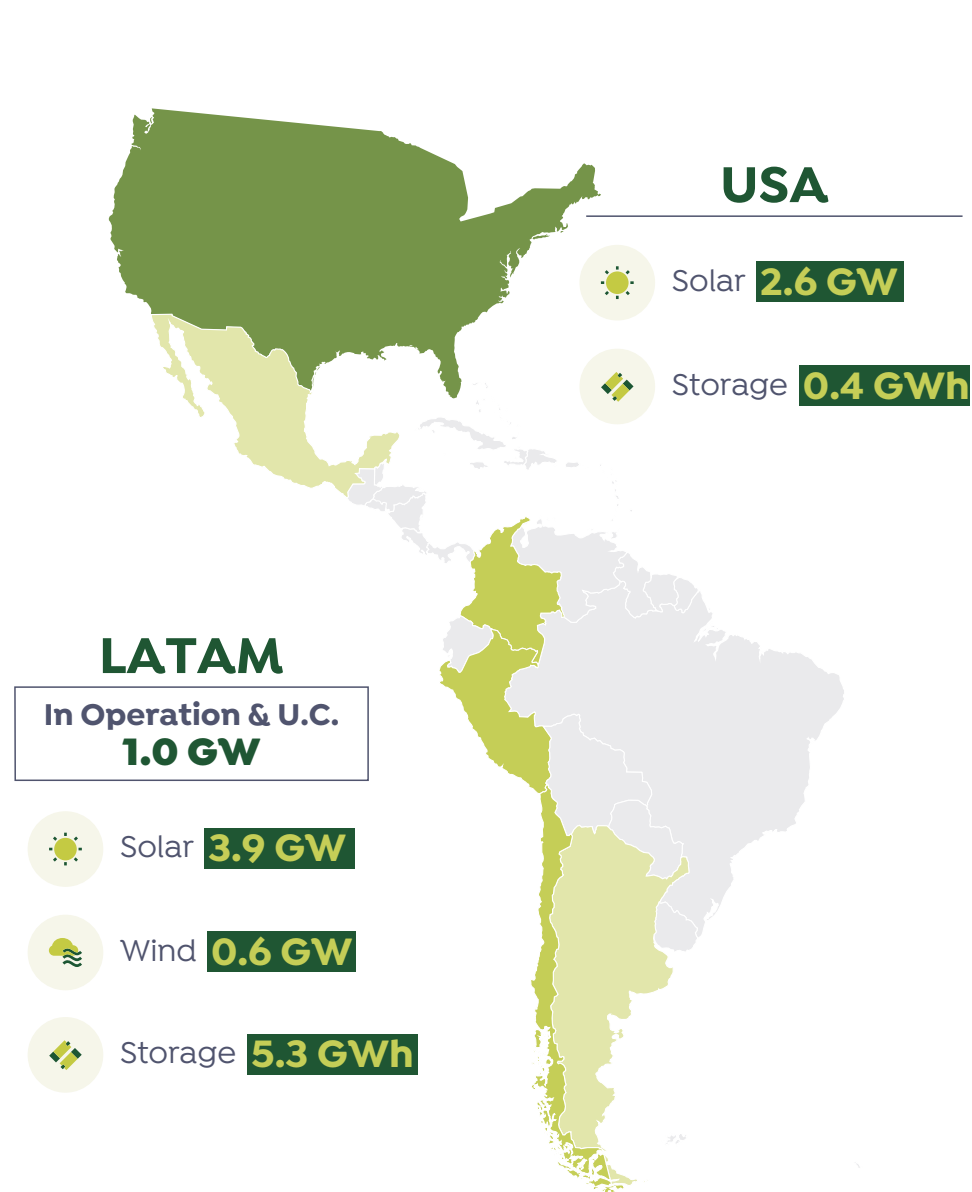 USA
Solar 2.6 GW
Storage 0.4 GWh
LATAM
In Operation & U.C.
1.0 GW
Solar 3.9 GW
Wind 0.6 GW
Storage 5.3 GWh